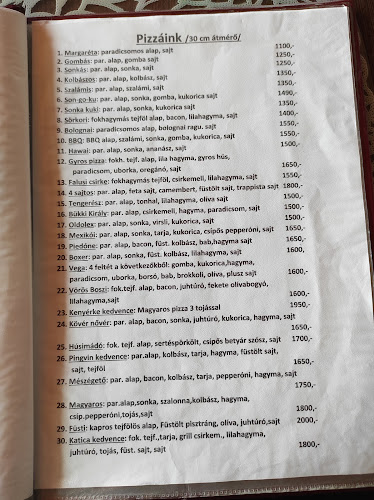 Pizzáink /30 cm átmérő/
1. Margaréta: paradicsomos alap, sajt 1100,-
2. Gombás: par. alap, gomba sajt 1250,-
3. Sonkás: par. alap, sonka, sajt 1250,-
4. Kolbászos: par. alap, kolbász, sajt 1350,-
5. Szalámis: par. alap, szalámi, sajt 1350,-
6. Son-go-ku: par. alap, sonka, gomba, kukorica sajt 1490,-
7. Sonka kuki: par. alap, sonka, kukorica sajt 1350,-
8. Sörkori: fokhagymás tejföl alap, bacon, lilahagyma, sajt 1400,-
9. Bolognai: paradicsomos alap, bolognai ragu, sajt 1550,-
10. BBQ: BBQ alap, szalámi, sonka, gomba, kukorica, sajt 1550,-
11. Hawai: par. alap, sonka, ananász, sajt 1500,-
12. Gyros pizza: fokh. tejf. alap, lila hagyma, gyros hús,
paradicsom, uborka, oregánó, sajt 1650,-
13. Falusi csirke: fokhagymás tejföl, csirkemell, lilahagyma, sajt 1550,-
14. 4 sajtos: par. alap, feta sajt, camembert, füstölt sajt, trappista sajt 1800,-
15. Tengerész: par. alap, tonhal, lilahagyma, oliva sajt 1500,-
16. Bükki Király: par. alap, csirkemell, hagyma, paradicsom, sajt 1500,-
17. Oldolex: par. alap, sonka, virsli, kukorica, sajt 1500,-
18. Mexikói: par. alap, sonka, tarja, kukorica, csípős pepperóni, sajt 1650,-
19. Piedone: par. alap, bacon, füst. kolbász, bab,hagyma sajt 1650,-
20. Boxer: par. alap, sonka, füst. kolbász, lilahagyma, sajt 1600,-
21. Vega: 4 feltét a következőkből: gomba, kukorica,hagyma,
paradicsom, uborka, borsó, bab, brokkoli, oliva, plusz sajt 1600,-
22. Vörös Boszi: fok.tejf. alap, bacon, juhtúró, fekete olivabogyó,
lilahagyma,sajt 1600,-
23. Kenyérke kedvence: Magyaros pizza 3 tojással 1950,-
24. Kövér nővér: par. alap, bacon, sonka, juhtúró, kukorica, hagyma, sajt
1650,-
25. Húsimádó: fok. tejf. alap, sertéspörkölt, csipős betyár szósz, sajt 1700,-
26. Pingvin kedvence: par.alap, kolbász, tarja, hagyma, füstölt sajt,
sajt, tejföl 1650,-
27. Mészégető: par. alap, bacon, kolbász, tarja, pepperóni, hagyma, sajt
1750,-
28. Magyaros: par.alap,sonka, szalonna,kolbász, hagyma,
csip.pepperóni,tojás,sajt 1800,-
29. Füsti: kapros tejfölös alap, Füstölt pisztráng, oliva, juhtúró,sajt 2000,-
30. Katica kedvence: fok. tejf.,tarja, grill csirkem., lilahagyma,
juhtúró, tojás, füst. sajt, sajt 1800,-